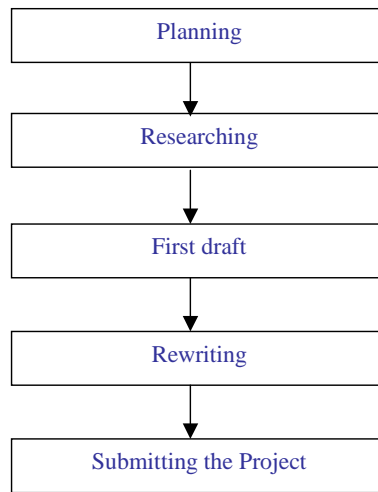 Planning
Researching
First draft
Rewriting
Submitting the Project